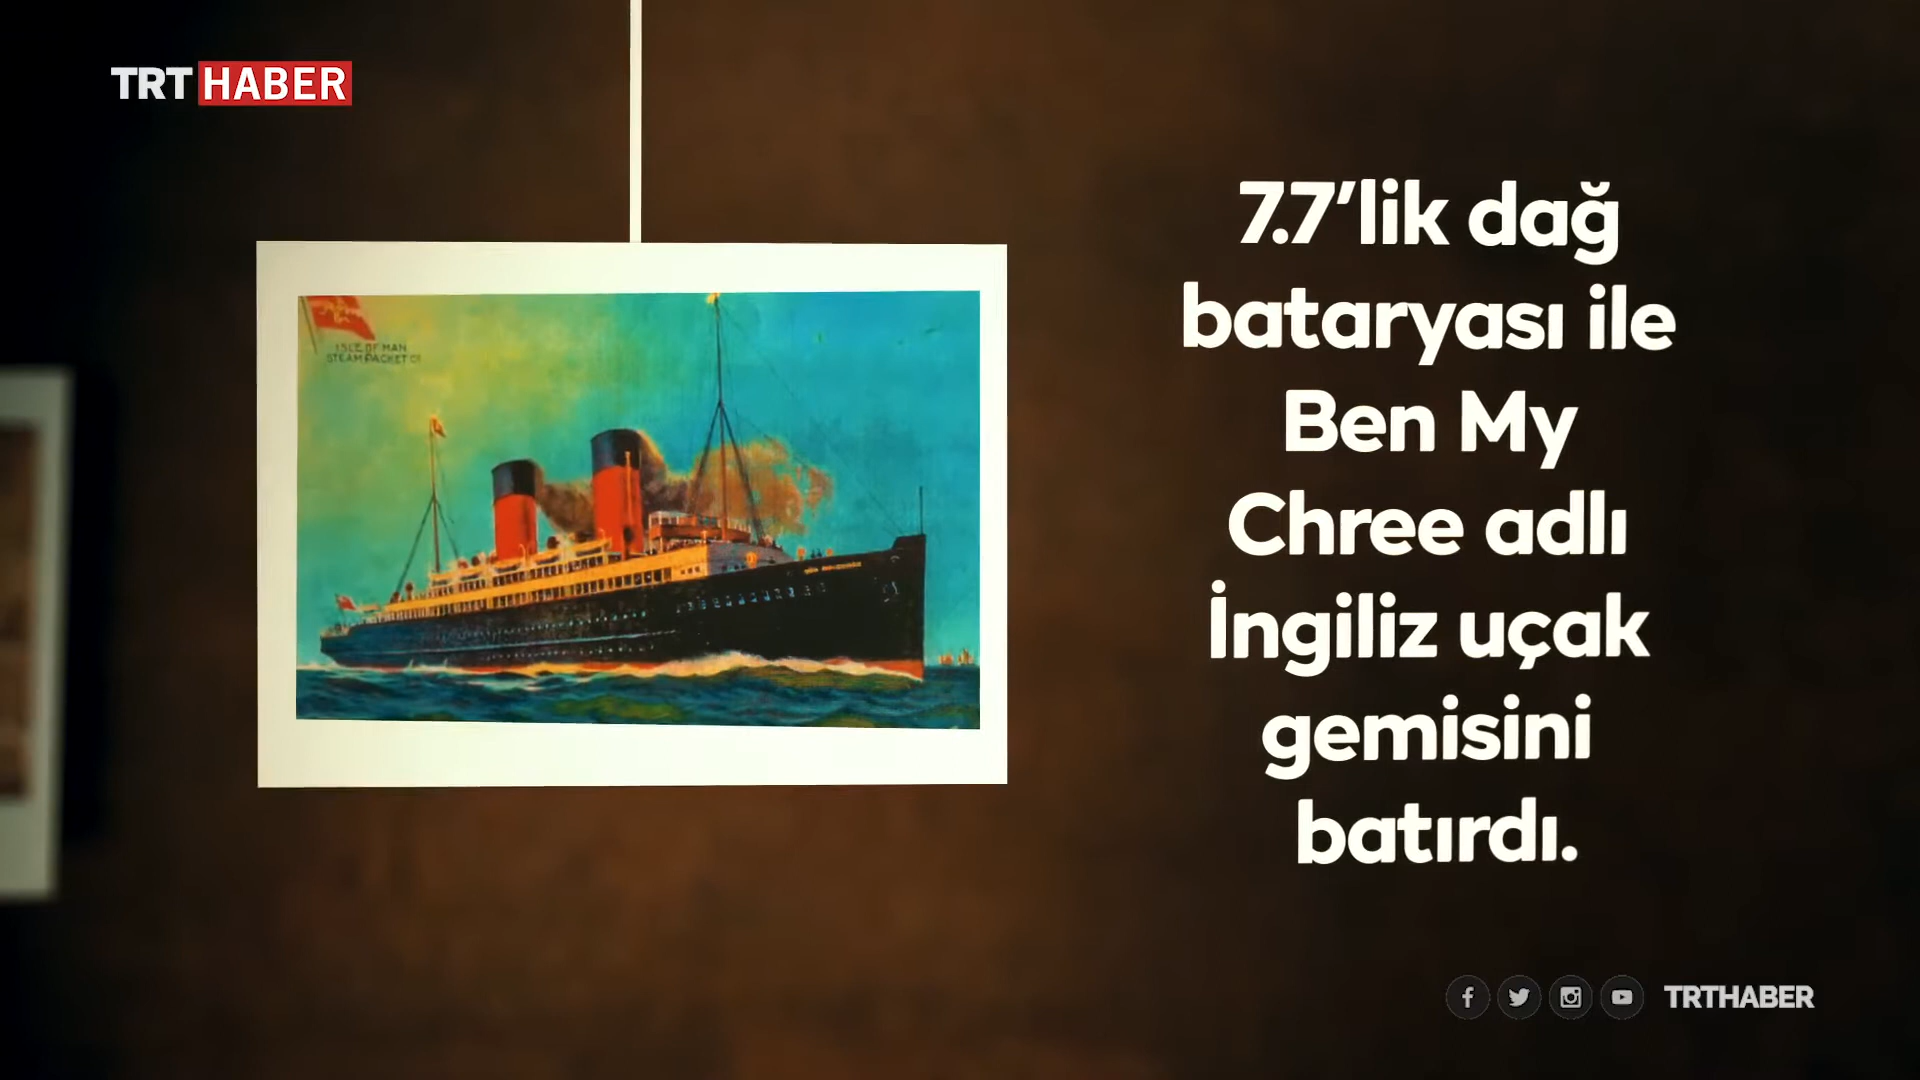 TRT HABER
ISLE OF MAN
STEAM PACKET Co
7.7'lik dağ
bataryası ile
Ben My
Chree adlı
İngiliz uçak
gemisini
batırdı.
TRTHABER